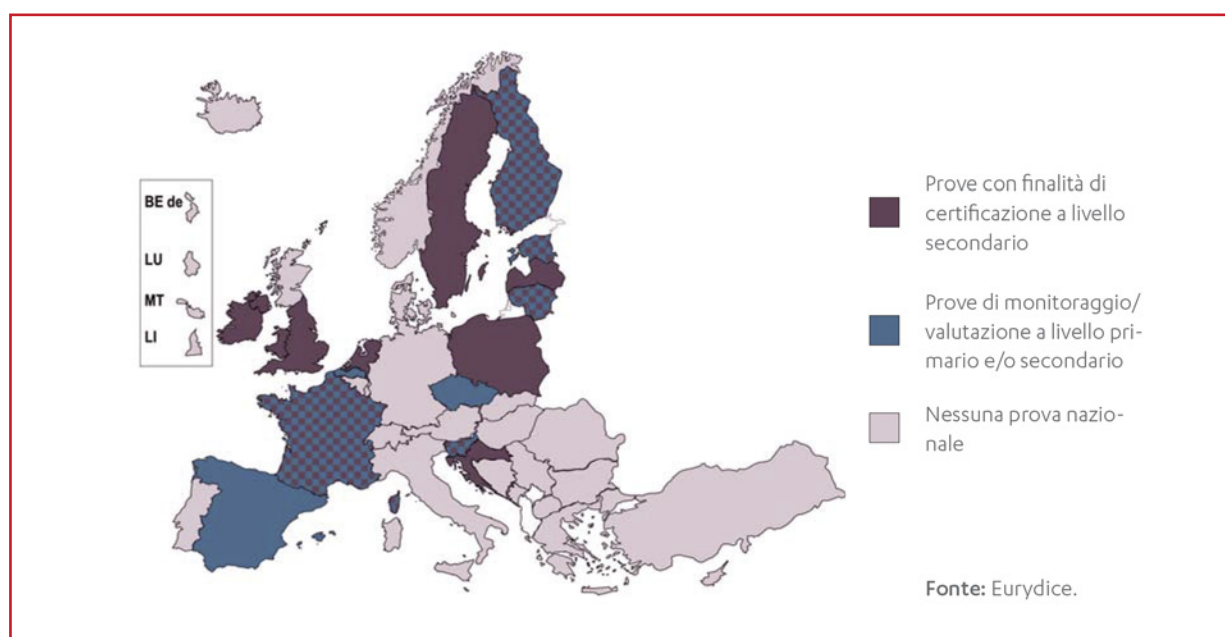 BE de
LU
MT
LI
Prove con finalità di
certificazione a livello
secondario
Prove di monitoraggio/
valutazione a livello pri-
mario e/o secondario
Nessuna prova nazio-
nale
Fonte: Eurydice.